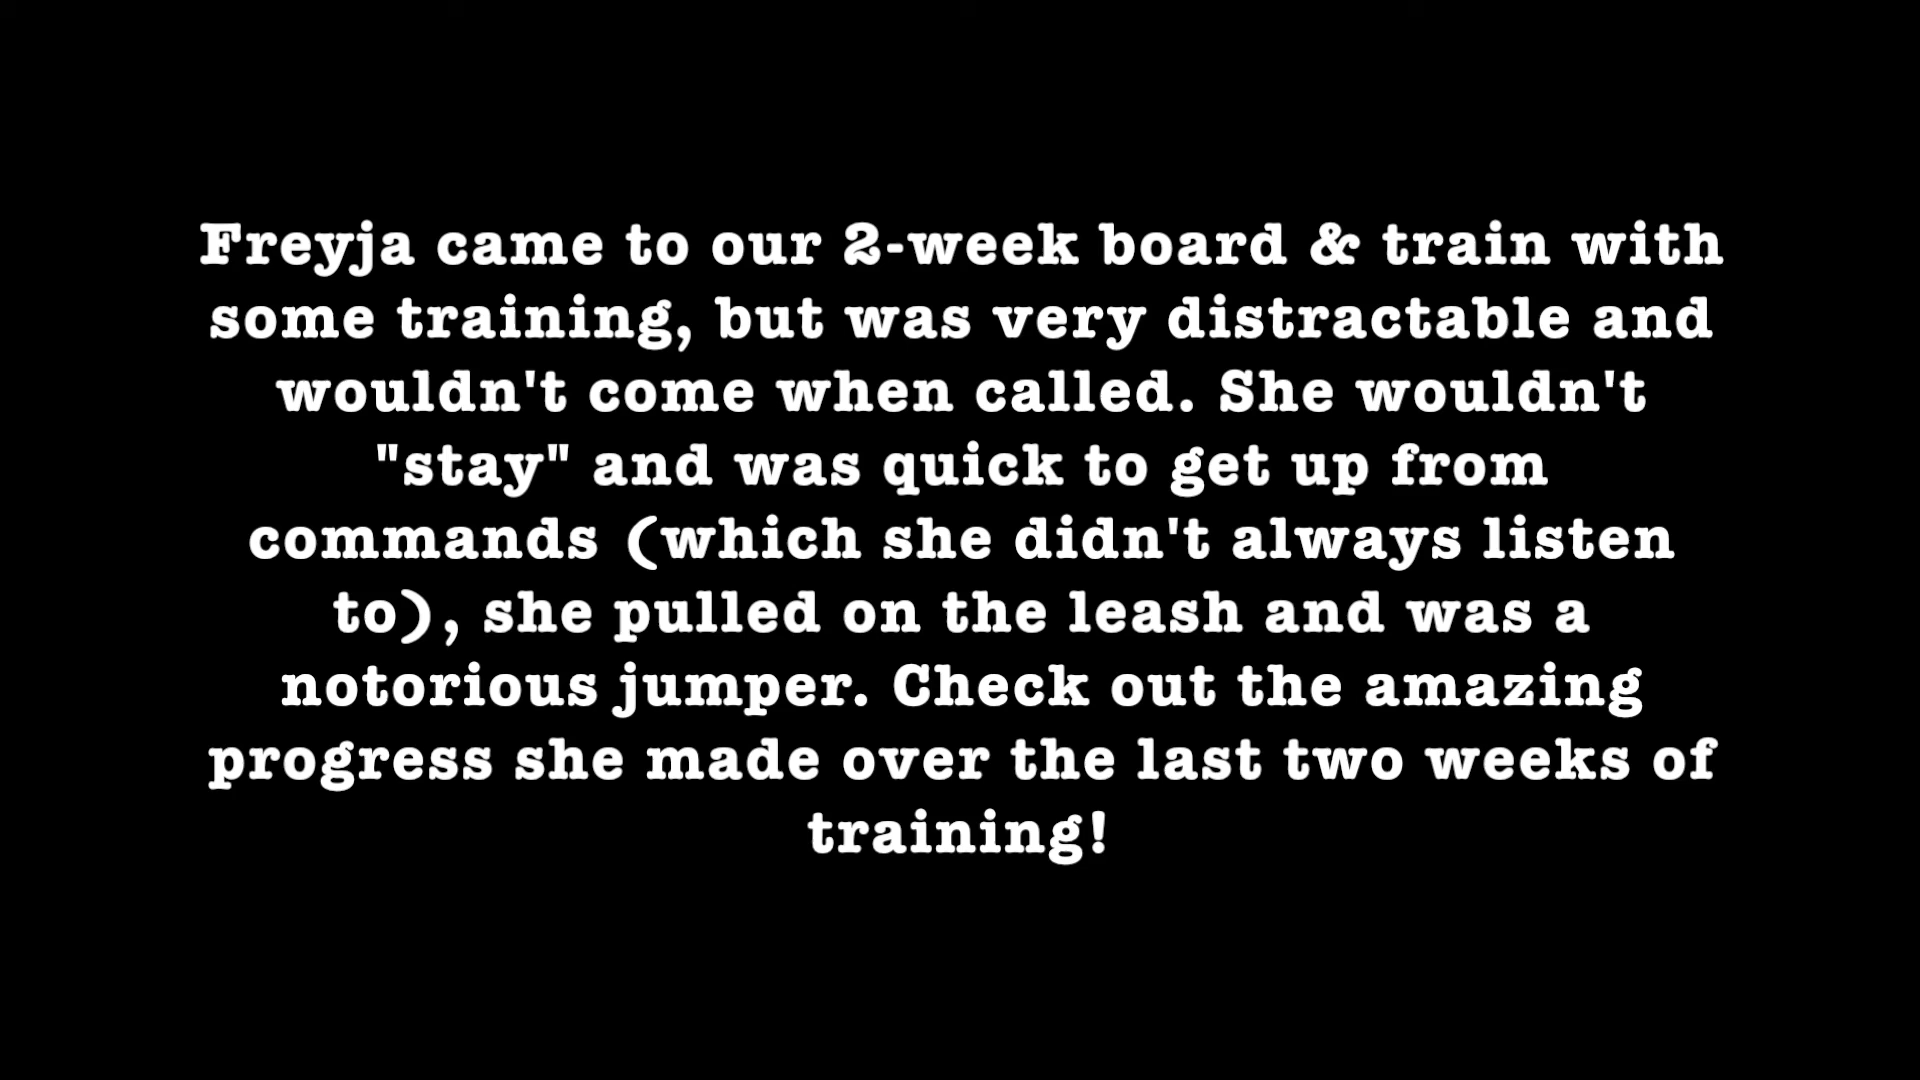 Freyja came to our 2-week board & train with
some training, but was very distractable and
wouldn't come when called. She wouldn't
"stay" and was quick to get up from
commands (which she didn't always listen
to), she pulled on the leash and was a
notorious jumper. Check out the amazing
progress she made over the last two weeks of
training!